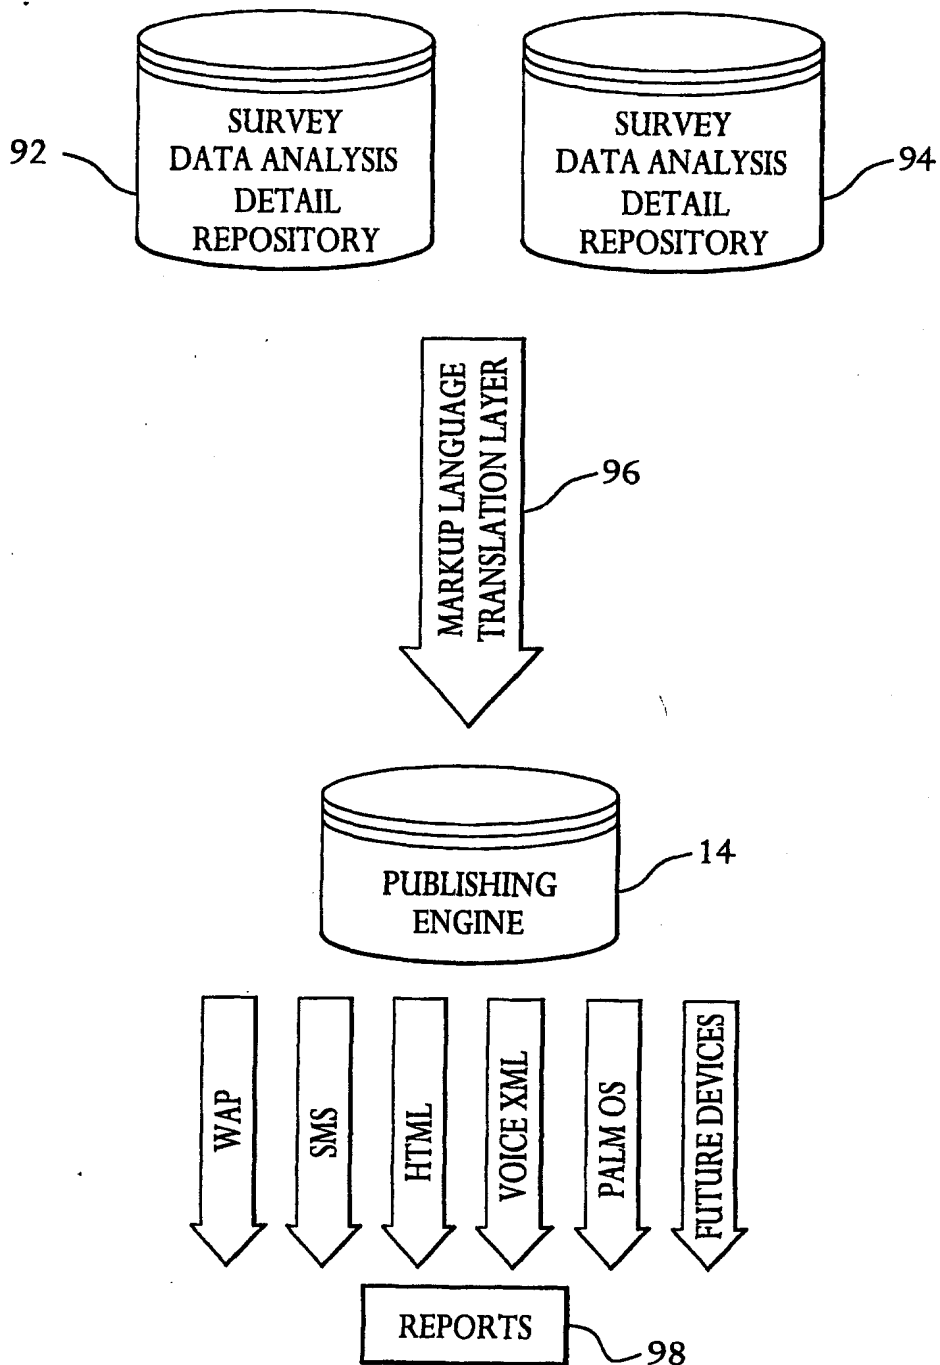 SURVEY
DATA ANALYSIS
DETAIL
REPOSITORY
92
SURVEY
DATA ANALYSIS
DETAIL
REPOSITORY
94
MARKUP LANGUAGE
TRANSLATION LAYER
96
PUBLISHING
ENGINE
14
WAP
SMS
HTML
VOICE XML
PALM OS
FUTURE DEVICES
REPORTS
98